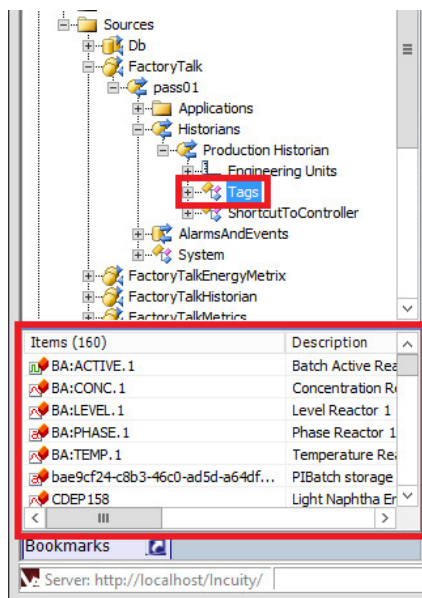 Sources
Db
FactoryTalk
pass01
Applications
Historians
Production Historian
Engineering Units
Tags
ShortcutToController
AlarmsAndEvents
System
FactoryTalkEnergyMetrix
FactoryTalkHistorian
FactoryTalkMetrics
Items (160) Description
BA:ACTIVE.1 Batch Active Rea
BA:CONC.1 Concentration Re
BA:LEVEL.1 Level Reactor 1
BA:PHASE.1 Phase Reactor 1
BA:TEMP.1 Temperature Rea
bae9cf24-c8b3-46c0-ad5d-a64df... PIBatch storage
CDEP158 Light Naphtha En
Bookmarks
Server: http://localhost/Incuity/